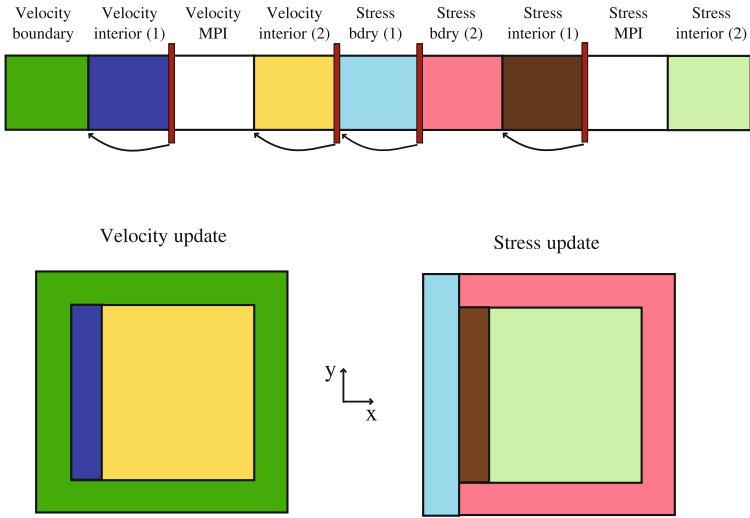 Velocity boundary
Velocity interior (1)
Velocity MPI
Velocity interior (2)
Stress bdry (1)
Stress bdry (2)
Stress interior (1)
Stress MPI
Stress interior (2)
Velocity update
Stress update
y
x